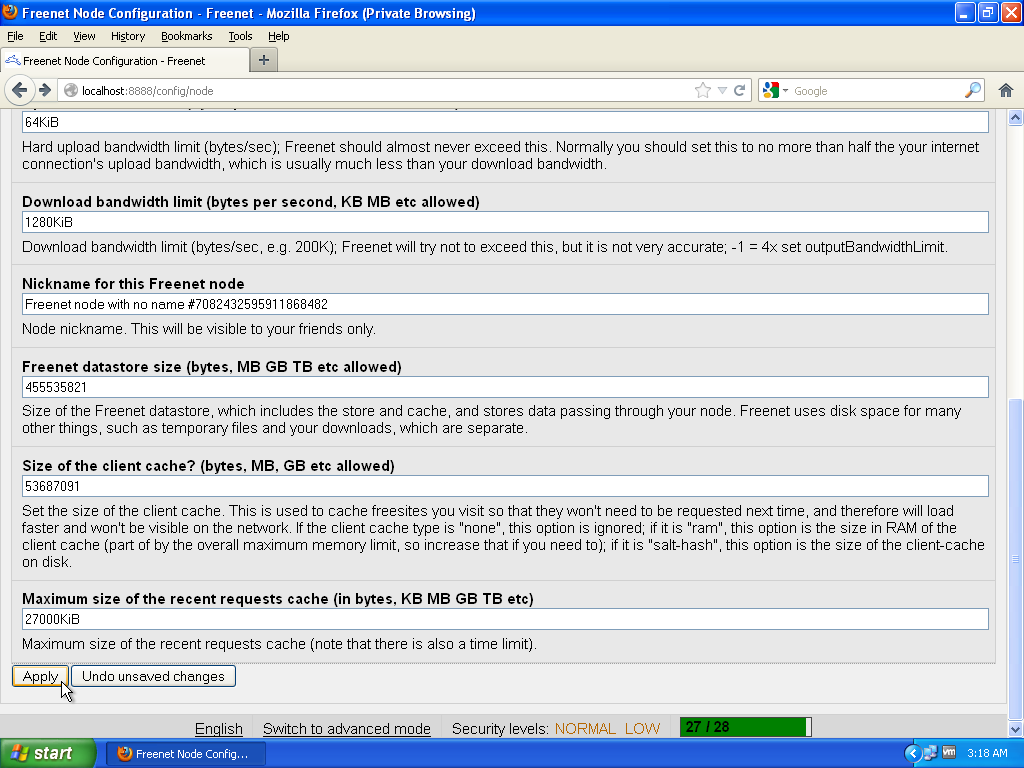 Freenet Node Configuration - Freenet - Mozilla Firefox (Private Browsing)
File Edit View History Bookmarks Tools Help
Freenet Node Configuration - Freenet
localhost:8888/config/node
Google
64KiB
Hard upload bandwidth limit (bytes/sec); Freenet should almost never exceed this. Normally you should set this to no more than half the your internet
connection's upload bandwidth, which is usually much less than your download bandwidth.
Download bandwidth limit (bytes per second, KB MB etc allowed)
1280KiB
Download bandwidth limit (bytes/sec, e.g. 200K); Freenet will try not to exceed this, but it is not very accurate; -1 = 4x set outputBandwidthLimit.
Nickname for this Freenet node
Freenet node with no name #7082432595911868482
Node nickname. This will be visible to your friends only.
Freenet datastore size (bytes, MB GB TB etc allowed)
455535821
Size of the Freenet datastore, which includes the store and cache, and stores data passing through your node. Freenet uses disk space for many
other things, such as temporary files and your downloads, which are separate.
Size of the client cache? (bytes, MB, GB etc allowed)
53687091
Set the size of the client cache. This is used to cache freesites you visit so that they won't need to be requested next time, and therefore will load
faster and won't be visible on the network. If the client cache type is "none", this option is ignored; if it is "ram", this option is the size in RAM of the
client cache (part of by the overall maximum memory limit, so increase that if you need to); if it is "salt-hash", this option is the size of the client-cache
on disk.
Maximum size of the recent requests cache (in bytes, KB MB GB TB etc)
27000KiB
Maximum size of the recent requests cache (note that there is also a time limit).
Apply Undo unsaved changes
English Switch to advanced mode Security levels: NORMAL LOW 27 / 28
start Freenet Node Config... 3:18 AM